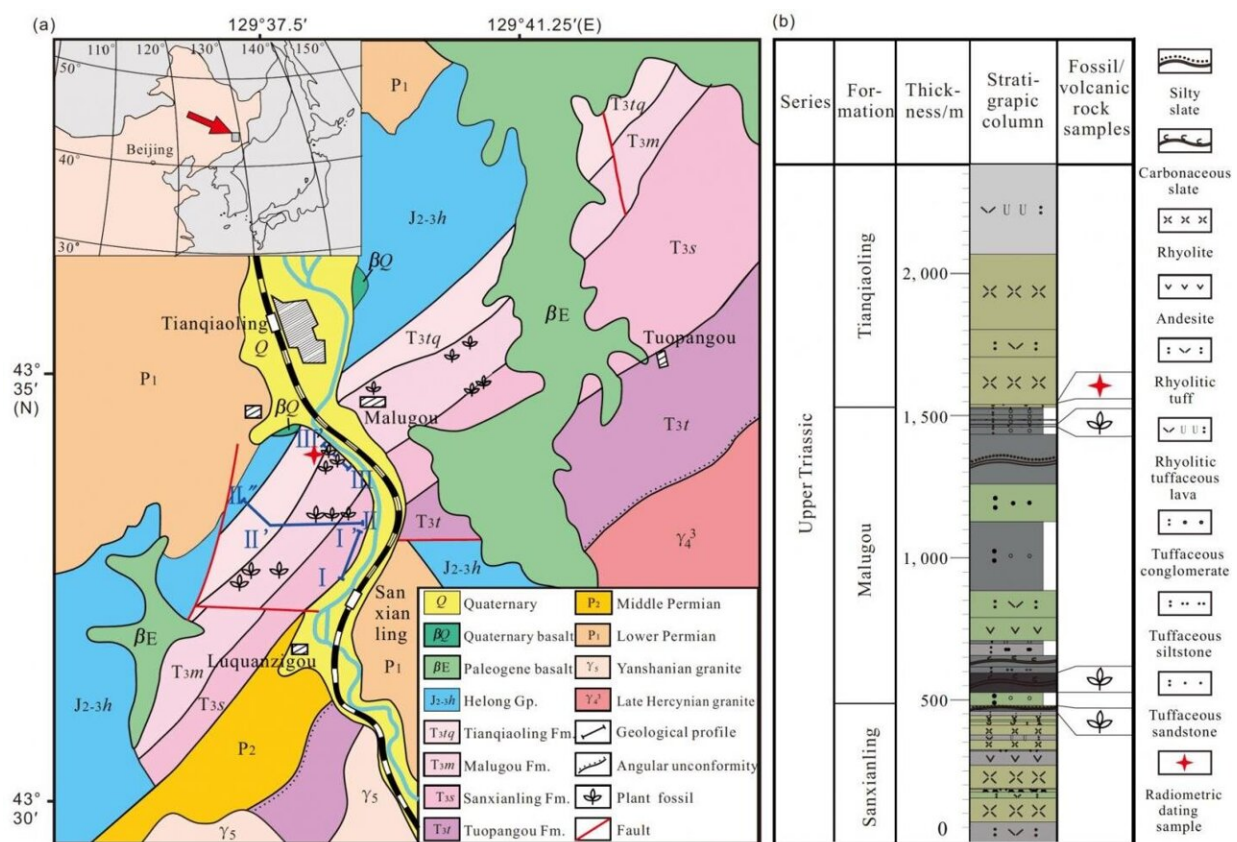 (a)
129°37.5'
129°41.25'(E)
110°
120°
130°
140°
150°
50°
40°
30°
Beijing
P₁
T₃tq
T₃m
J₂₋₃h
T₃s
βQ
βE
Tianqiaoling
Q
T₃tq
Tuopangou
43°
35'
(N)
P₁
Malugou
βQ
T₃t
III'
III
II"
II
II'
I'
I
T₃t
γ₄³
J₂₋₃h
San
xian
ling
βE
P₁
Luquanzigou
T₃m
J₂₋₃h
T₃s
P₂
43°
30'
γ₅
γ₅
Q Quaternary
βQ Quaternary basalt
βE Paleogene basalt
J₂₋₃h Helong Gp.
T₃tq Tianqiaoling Fm.
T₃m Malugou Fm.
T₃s Sanxianling Fm.
T₃t Tuopangou Fm.
P₂ Middle Permian
P₁ Lower Permian
γ₅ Yanshanian granite
γ₄³ Late Hercynian granite
Geological profile
Angular unconformity
Plant fossil
Fault
(b)
Series
For-
mation
Thick-
ness/m
Strati-
grapic
column
Fossil/
volcanic
rock
samples
Upper Triassic
Tianqiaoling
Malugou
Sanxianling
2,000
1,500
1,000
500
0
Silty
slate
Carbonaceous
slate
Rhyolite
Andesite
Rhyolitic
tuff
Rhyolitic
tuffaceous
lava
Tuffaceous
conglomerate
Tuffaceous
siltstone
Tuffaceous
sandstone
Radiometric
dating
sample